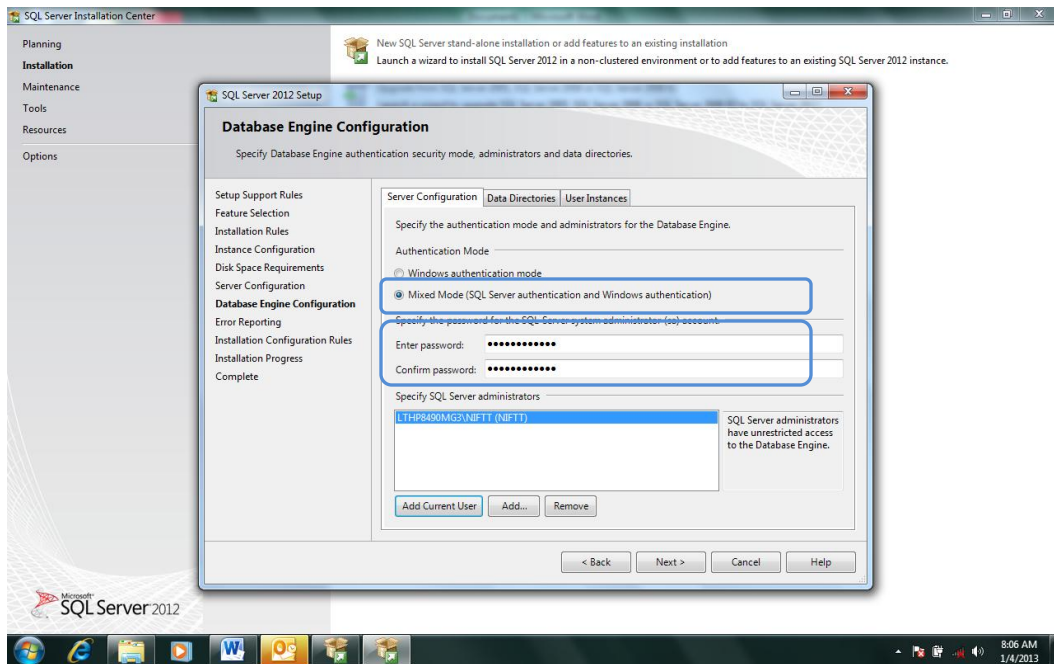 SQL Server Installation Center
Planning
Installation
Maintenance
Tools
Resources
Options
New SQL Server stand-alone installation or add features to an existing installation
Launch a wizard to install SQL Server 2012 in a non-clustered environment or to add features to an existing SQL Server 2012 instance.
SQL Server 2012 Setup
Database Engine Configuration
Specify Database Engine authentication security mode, administrators and data directories.
Setup Support Rules
Feature Selection
Installation Rules
Instance Configuration
Disk Space Requirements
Server Configuration
Database Engine Configuration
Error Reporting
Installation Configuration Rules
Installation Progress
Complete
Server Configuration Data Directories User Instances
Specify the authentication mode and administrators for the Database Engine.
Authentication Mode
Windows authentication mode
Mixed Mode (SQL Server authentication and Windows authentication)
Specify the password for the SQL Server system administrator (sa) account.
Enter password: ●●●●●●●●●●●●
Confirm password: ●●●●●●●●●●●●
Specify SQL Server administrators
LTHP8490MG3\NIFTT (NIFTT)
SQL Server administrators
have unrestricted access
to the Database Engine.
Add Current User Add... Remove
< Back Next > Cancel Help
Microsoft
SQL Server 2012
8:06 AM
1/4/2013